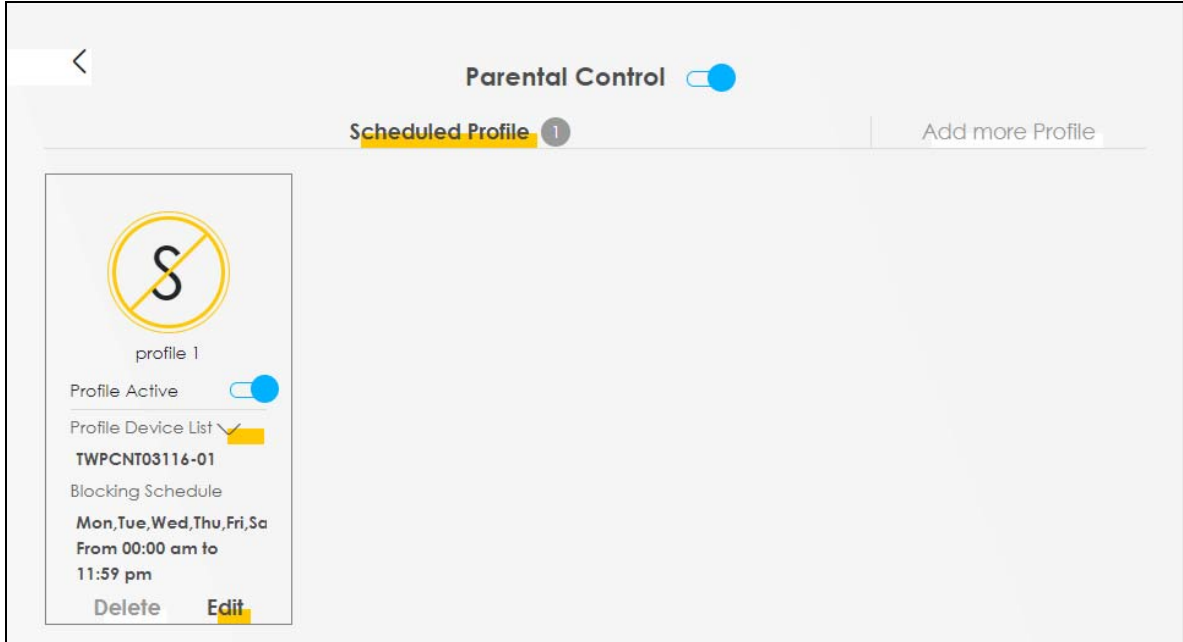 Parental Control
Scheduled Profile 1
Add more Profile
S
profile 1
Profile Active
Profile Device List
TWPCNT03116-01
Blocking Schedule
Mon,Tue,Wed,Thu,Fri,Sa
From 00:00 am to
11:59 pm
Delete Edit